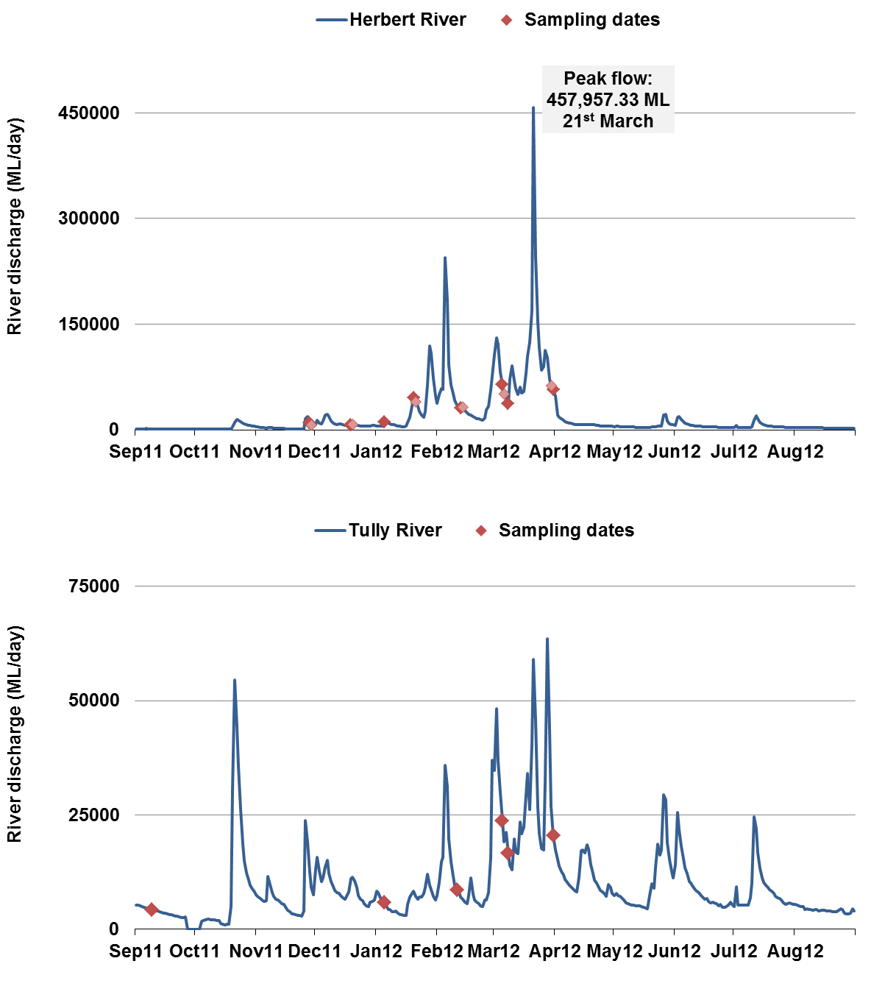 Herbert River Sampling dates
Peak flow:
457,957.33 ML
21st March
River discharge (ML/day)
450000
300000
150000
0
Sep11 Oct11 Nov11 Dec11 Jan12 Feb12 Mar12 Apr12 May12 Jun12 Jul12 Aug12
Tully River Sampling dates
River discharge (ML/day)
75000
50000
25000
0
Sep11 Oct11 Nov11 Dec11 Jan12 Feb12 Mar12 Apr12 May12 Jun12 Jul12 Aug12